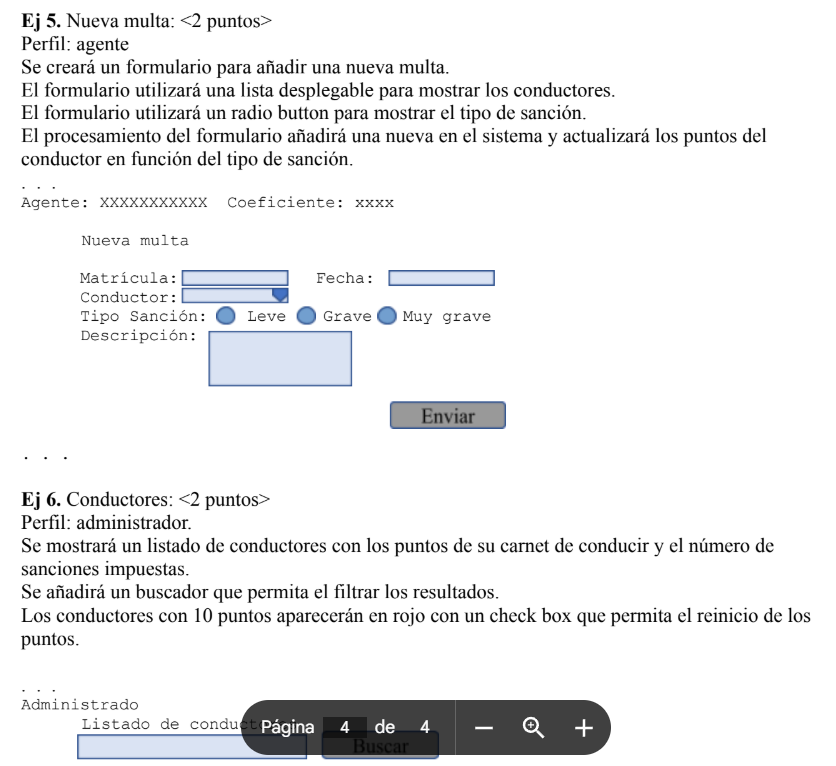 Ej 5. Nueva multa: <2 puntos>
Perfil: agente
Se creará un formulario para añadir una nueva multa.
El formulario utilizará una lista desplegable para mostrar los conductores.
El formulario utilizará un radio button para mostrar el tipo de sanción.
El procesamiento del formulario añadirá una nueva en el sistema y actualizará los puntos del
conductor en función del tipo de sanción.
. . .
Agente: XXXXXXXXXXX Coeficiente: xxxx
Nueva multa
Matrícula: Fecha:
Conductor:
Tipo Sanción: Leve Grave Muy grave
Descripción:
Enviar
. . .
Ej 6. Conductores: <2 puntos>
Perfil: administrador.
Se mostrará un listado de conductores con los puntos de su carnet de conducir y el número de
sanciones impuestas.
Se añadirá un buscador que permita el filtrar los resultados.
Los conductores con 10 puntos aparecerán en rojo con un check box que permita el reinicio de los
puntos.
. . .
Administrado
Listado de
Página 4 de 4
Buscar